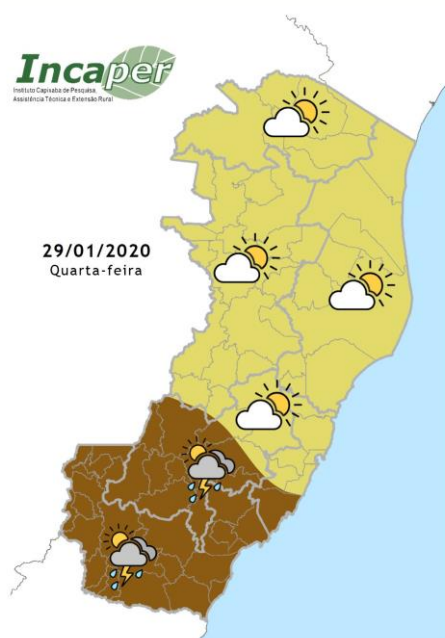 Incaper
Instituto Capixaba de Pesquisa,
Assistência Técnica e Extensão Rural
29/01/2020
Quarta-feira